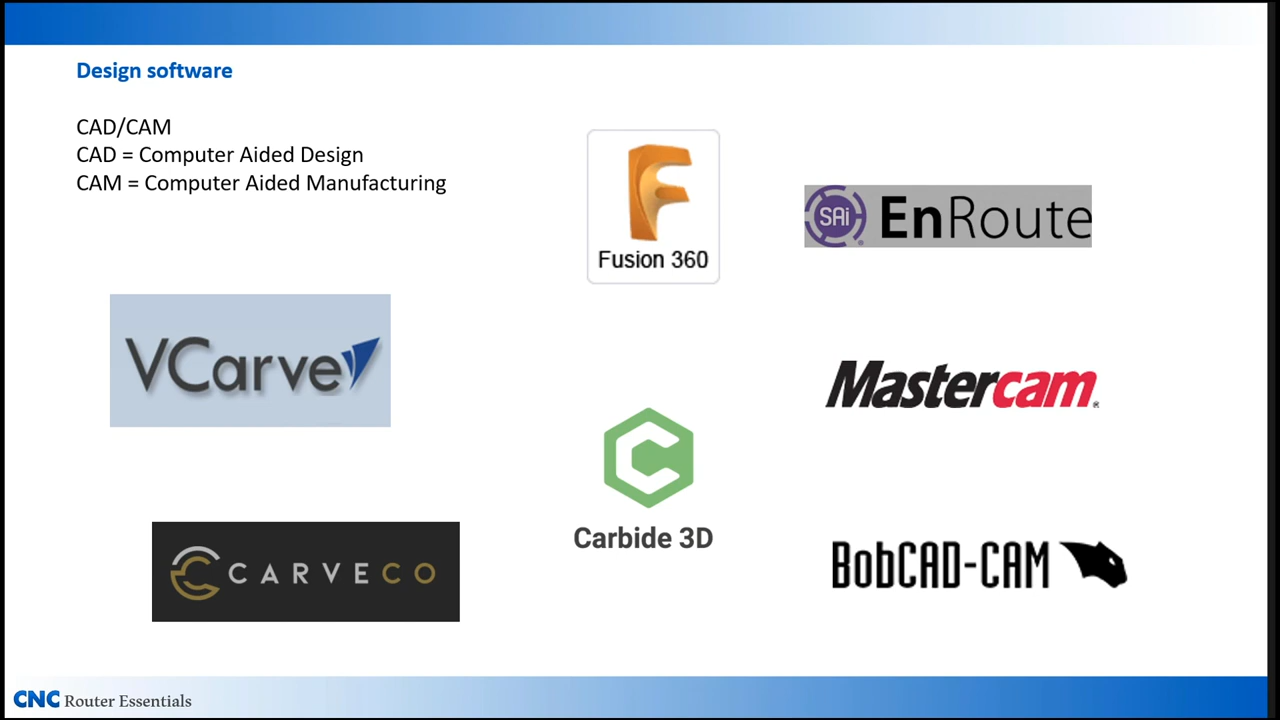 Design software
CAD/CAM
CAD = Computer Aided Design
CAM = Computer Aided Manufacturing
Fusion 360
SAi EnRoute
VCarve
Mastercam®
Carbide 3D
CARVECO
BobCAD-CAM
CNC Router Essentials